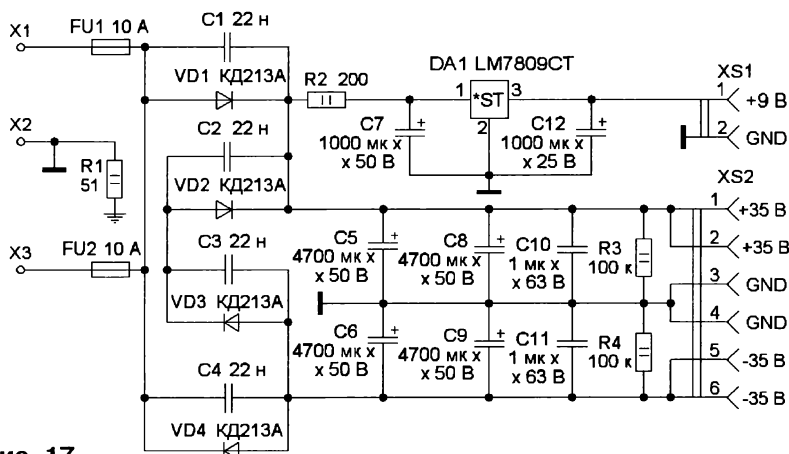 X1
FU1 10 А
C1 22 н
VD1 КД213А
R2 200
DA1 LM7809CT
1
*ST
3
2
XS1
1
+9 В
2
GND
X2
R1
51
C2 22 н
C7
1000 мк х
х 50 В
+
C12
1000 мк х
х 25 В
+
VD2 КД213А
XS2
1
+35 В
2
+35 В
3
GND
4
GND
5
-35 В
6
-35 В
X3
FU2 10 А
C3 22 н
VD3 КД213А
C4 22 н
VD4 КД213А
C5
4700 мк х
х 50 В
+
C8
4700 мк х
х 50 В
+
C10
1 мк х
х 63 В
R3
100 к
C6
4700 мк х
х 50 В
+
C9
4700 мк х
х 50 В
+
C11
1 мк х
х 63 В
R4
100 к